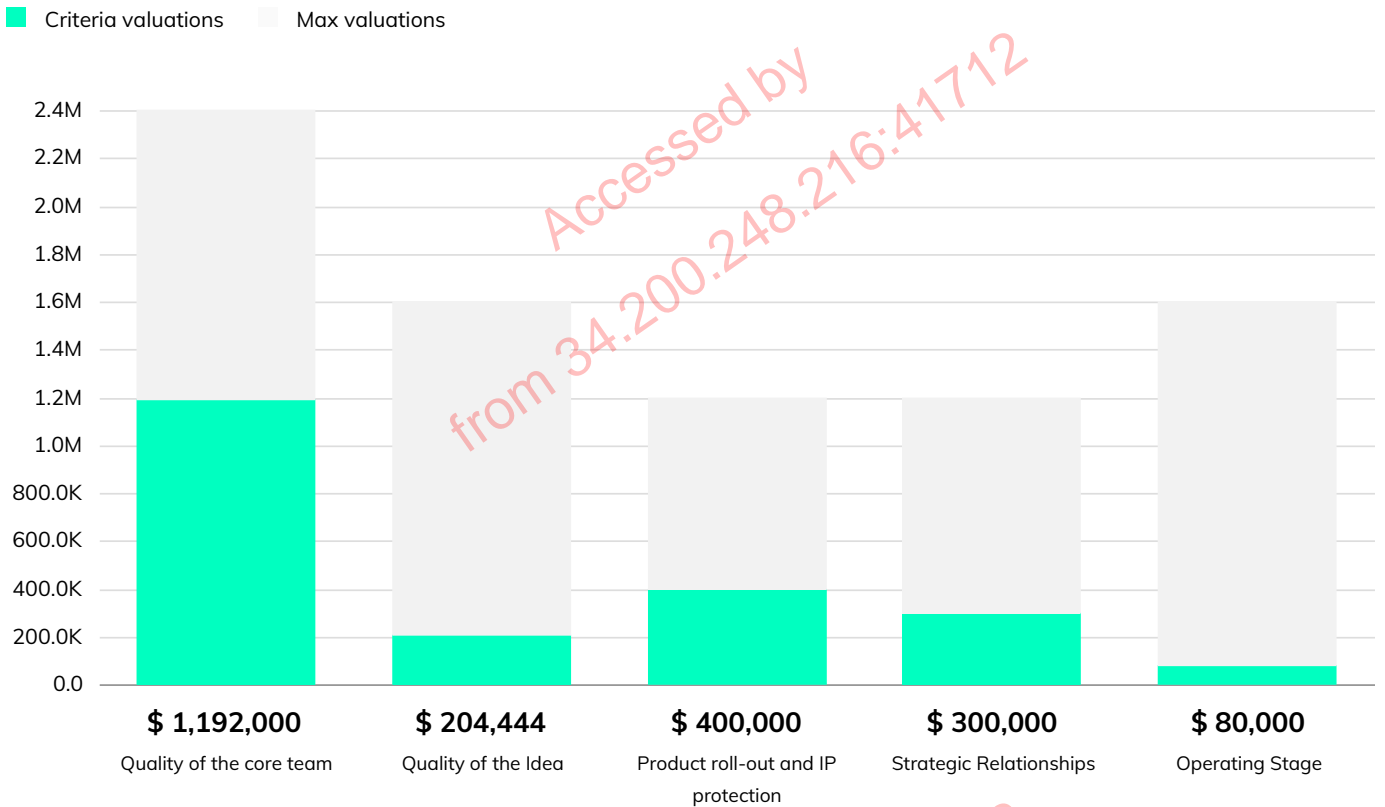 Criteria valuations Max valuations
Accessed by
from 34.200.248.216:41712
2.4M
2.2M
2.0M
1.8M
1.6M
1.4M
1.2M
1.0M
800.0K
600.0K
400.0K
200.0K
0.0
$ 1,192,000 $ 204,444 $ 400,000 $ 300,000 $ 80,000
Quality of the core team Quality of the Idea Product roll-out and IP Strategic Relationships Operating Stage
protection